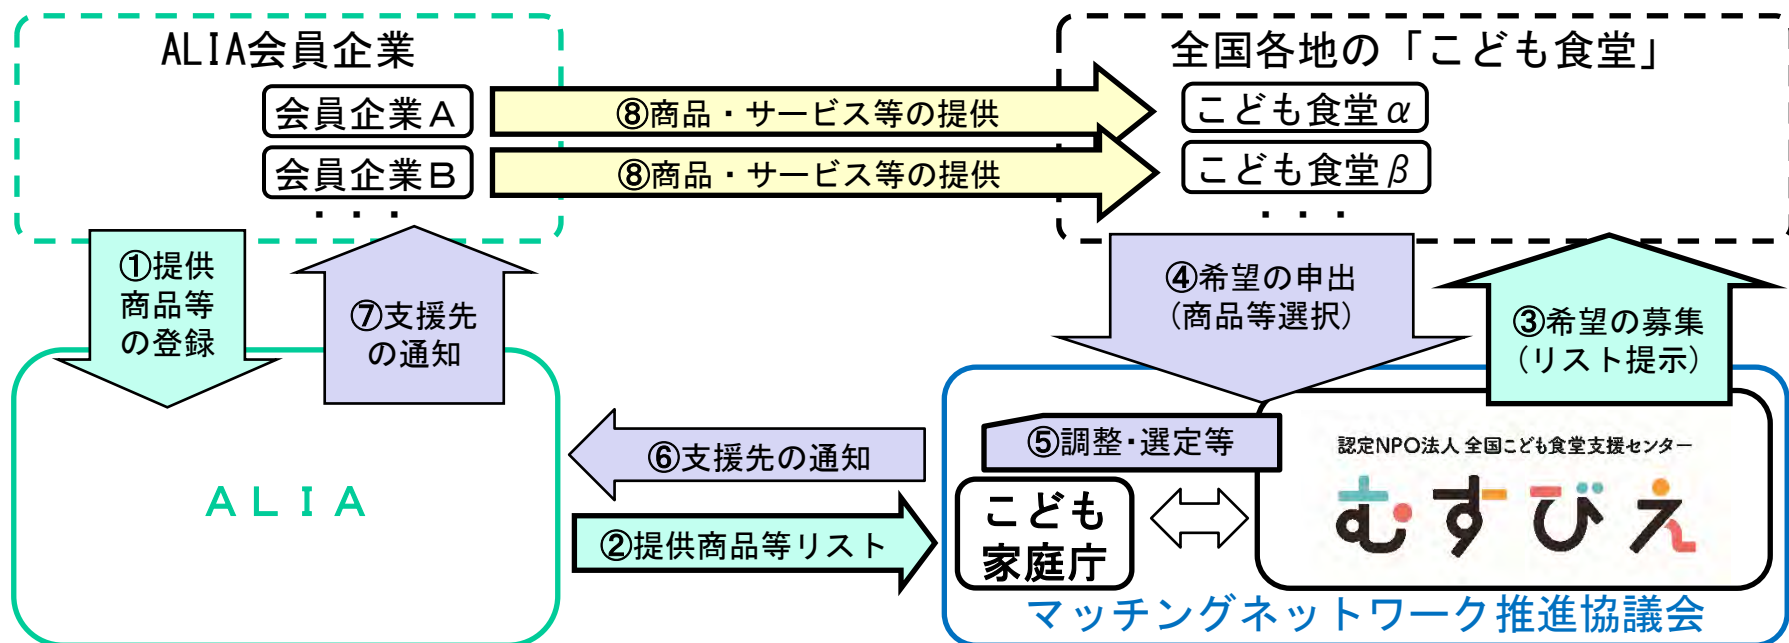 ALIA会員企業
会員企業A
会員企業B
・・・
全国各地の「こども食堂」
こども食堂α
こども食堂β
・・・
⑧商品・サービス等の提供
⑧商品・サービス等の提供
①提供
商品等
の登録
⑦支援先
の通知
④希望の申出
(商品等選択)
③希望の募集
(リスト提示)
ALIA
⑥支援先の通知
②提供商品等リスト
⑤調整・選定等
こども
家庭庁
認定NPO法人 全国こども食堂支援センター
むすびえ
マッチングネットワーク推進協議会